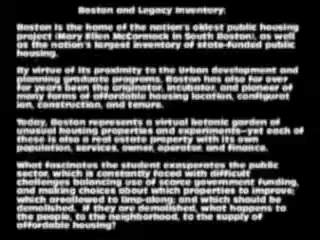 Boston and Legacy Inventory:
Boston is the home of the nation's oldest public housing
project (Mary Ellen McCormack in South Boston), as well
as the nation's largest inventory of state-funded public
housing.
By virtue of its proximity to the Urban development and
planning graduate programs, Boston has also for over
for years been the originator, incubator, and pioneer of
many forms of affordable housing location, configurat
ion, construction, and tenure.
Today, Boston represents a virtual botanic garden of
unusual housing properties and experiments-yet each of
these is also a real estate property with its own
population, services, owner, operator and finance.
What fascinates the student exasperates the public
sector, which is constantly faced with difficult
challenges balancing use of scarce government funding,
and making choices about which properties to improve;
which areallowed to limp-along; and which should be
demolished. If they are demolished, what happens to
the people, to the neighborhood, to the supply of
affordable housing?